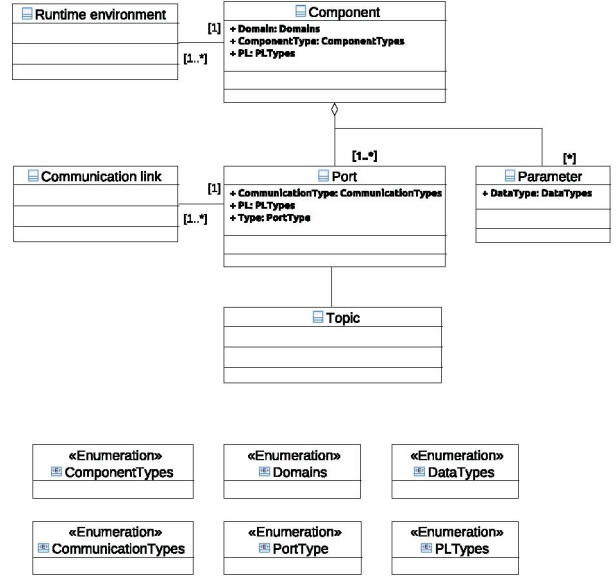 Runtime environment
Component
+ Domain: Domains
+ ComponentType: ComponentTypes
+ PL: PLTypes
[1]
[1..*]
[1..*]
[*]
Communication link
Port
+ CommunicationType: CommunicationTypes
+ PL: PLTypes
+ Type: PortType
Parameter
+ DataType: DataTypes
[1]
[1..*]
Topic
«Enumeration»
ComponentTypes
«Enumeration»
Domains
«Enumeration»
DataTypes
«Enumeration»
CommunicationTypes
«Enumeration»
PortType
«Enumeration»
PLTypes